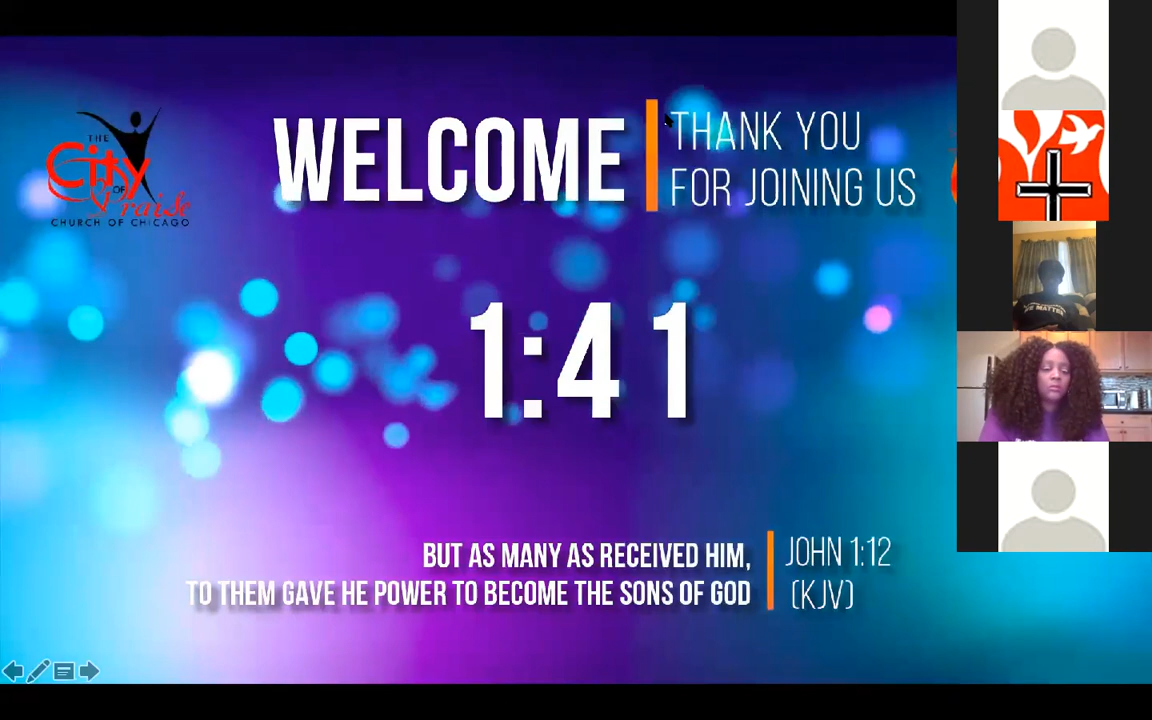 THE
City
OF
Praise
CHURCH OF CHICAGO
WELCOME
THANK YOU
FOR JOINING US
1:41
BUT AS MANY AS RECEIVED HIM,
TO THEM GAVE HE POWER TO BECOME THE SONS OF GOD
JOHN 1:12
(KJV)
MATTER